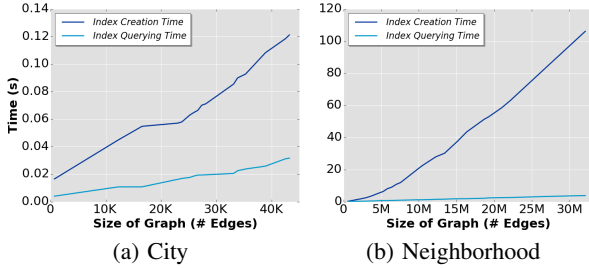 Index Creation Time
Index Querying Time
0.14
0.12
0.10
0.08
0.06
0.04
0.02
0.00
Time (s)
0 10K 20K 30K 40K
Size of Graph (# Edges)
(a) City
Index Creation Time
Index Querying Time
120
100
80
60
40
20
0
5M 10M 15M 20M 25M 30M
Size of Graph (# Edges)
(b) Neighborhood